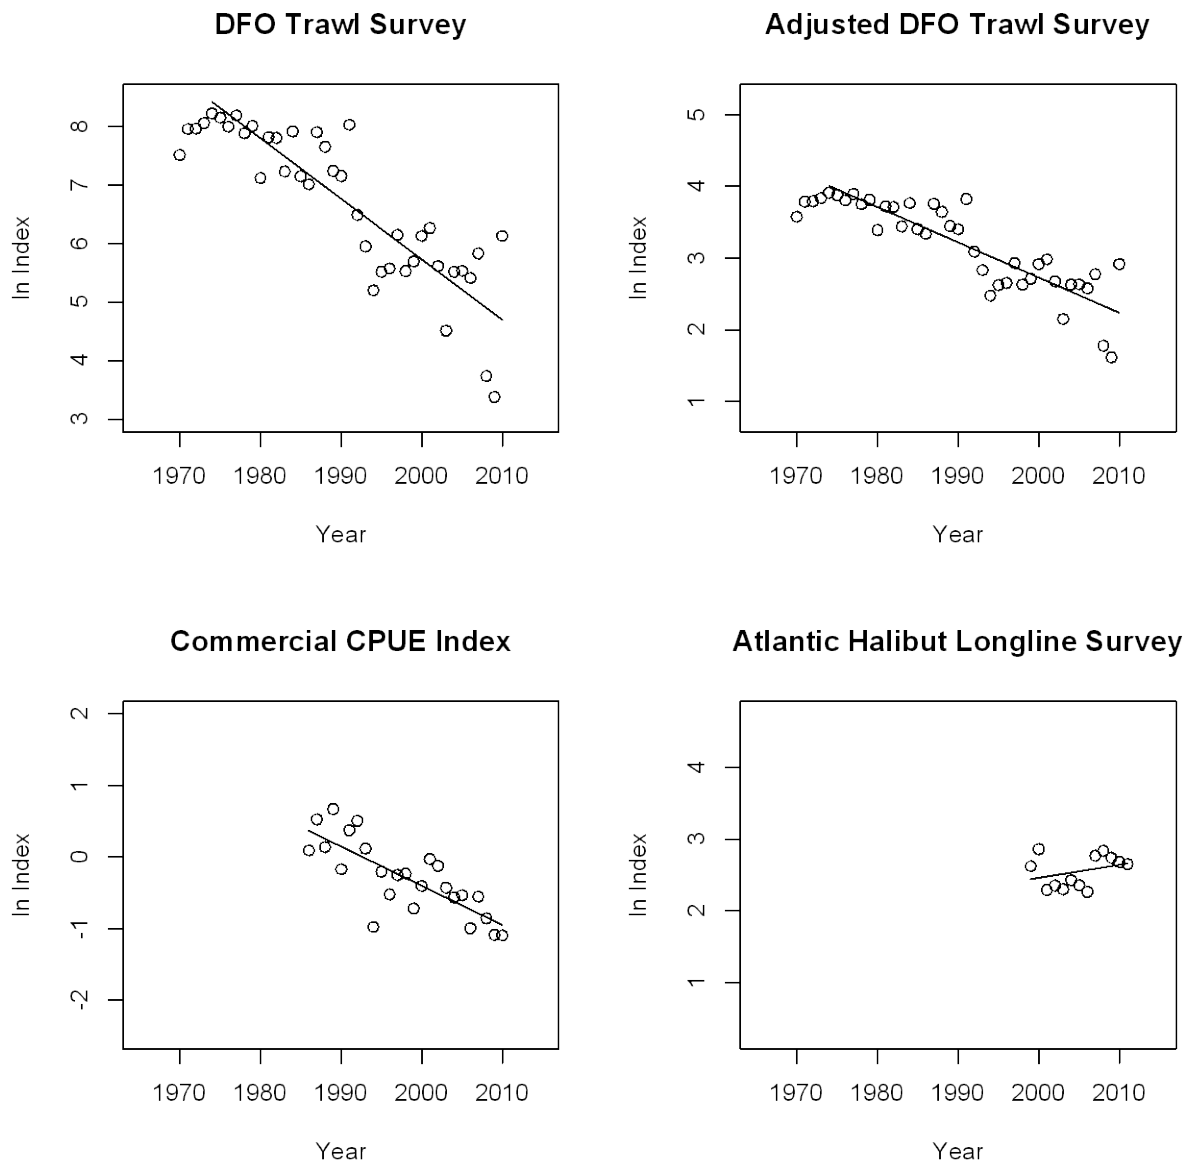 DFO Trawl Survey
ln Index
8
7
6
5
4
3
1970 1980 1990 2000 2010
Year
Adjusted DFO Trawl Survey
ln Index
5
4
3
2
1
1970 1980 1990 2000 2010
Year
Commercial CPUE Index
ln Index
2
1
0
-1
-2
1970 1980 1990 2000 2010
Year
Atlantic Halibut Longline Survey
ln Index
4
3
2
1
1970 1980 1990 2000 2010
Year